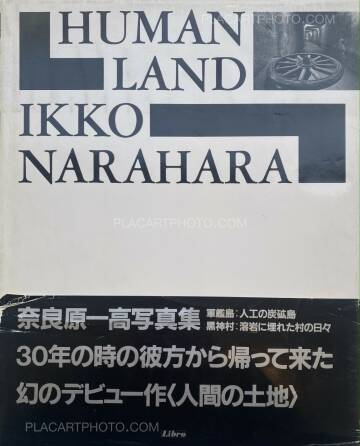 HUMAN
LAND
IKKO
NARAHARA
PLACARTPHOTO.COM
PLACARTPHOTO.COM
奈良原一高写真集
軍艦島：人工の炭礦島
黒神村：溶岩に埋れた村の日々
30年の時の彼方から帰って来た
幻のデビュー作〈人間の土地〉
PLACARTPHOTO.COM
Libro